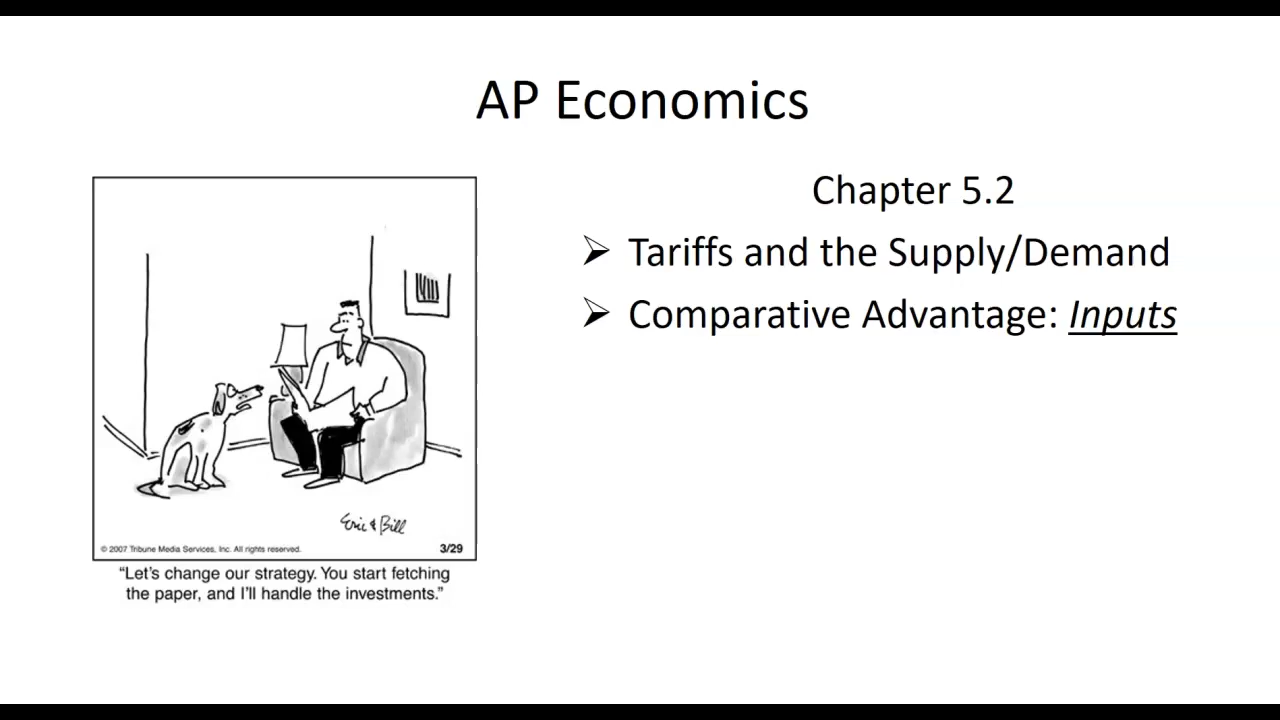 AP Economics
Chapter 5.2
➢ Tariffs and the Supply/Demand
➢ Comparative Advantage: Inputs
Eric & Bill
© 2007 Tribune Media Services, Inc. All rights reserved.
3/29
“Let’s change our strategy. You start fetching
the paper, and I’ll handle the investments.”